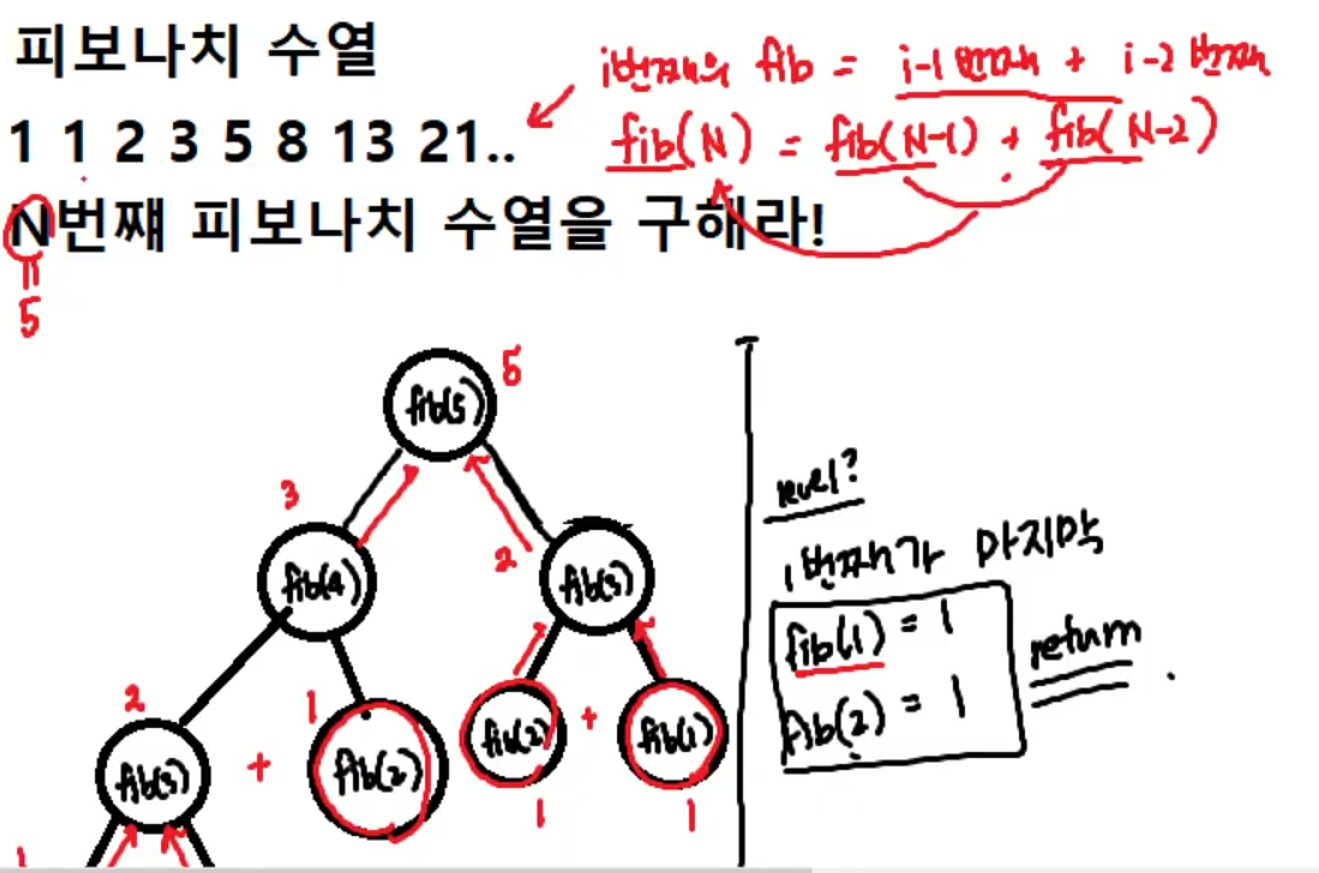 피보나치 수열
i번째의 fib = i-1 번째 + i-2 번째
1 1 2 3 5 8 13 21..
fib(N) = fib(N-1) + fib(N-2)
N번쨰 피보나치 수열을 구해라!
=
5
fib(5) 5
3
fib(4) 2 fib(3)
2 1
fib(3) + fib(2) fib(2) + fib(1)
1 1
1
level?
1번째가 마지막
fib(1) = 1
return
fib(2) = 1